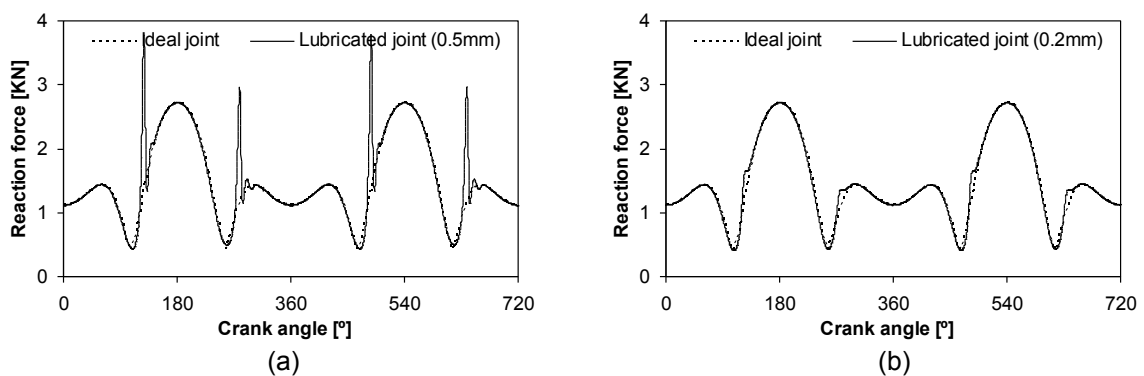 Ideal joint
Lubricated joint (0.5mm)
Reaction force [KN]
4
3
2
1
0
0 180 360 540 720
Crank angle [º]
(a)
Ideal joint
Lubricated joint (0.2mm)
Reaction force [KN]
4
3
2
1
0
0 180 360 540 720
Crank angle [º]
(b)